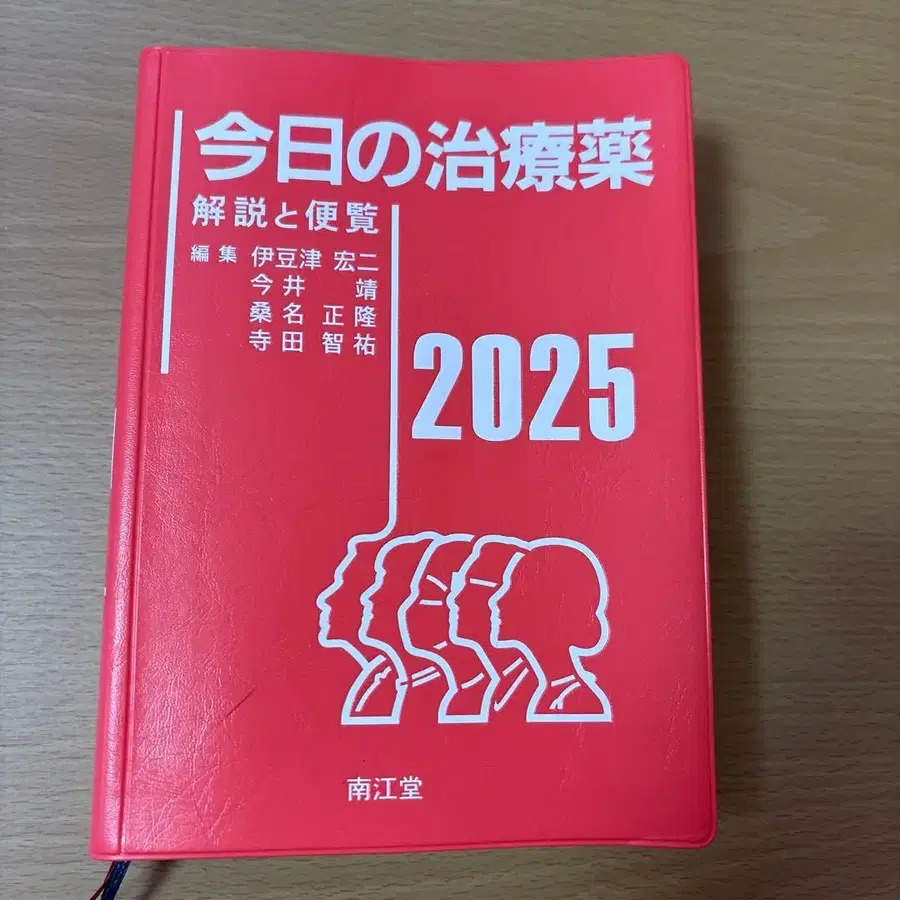 今日の治療薬
解説と便覧
編集 伊豆津 宏二
今井 靖
桑名 正隆
寺田 智祐
2025
南江堂